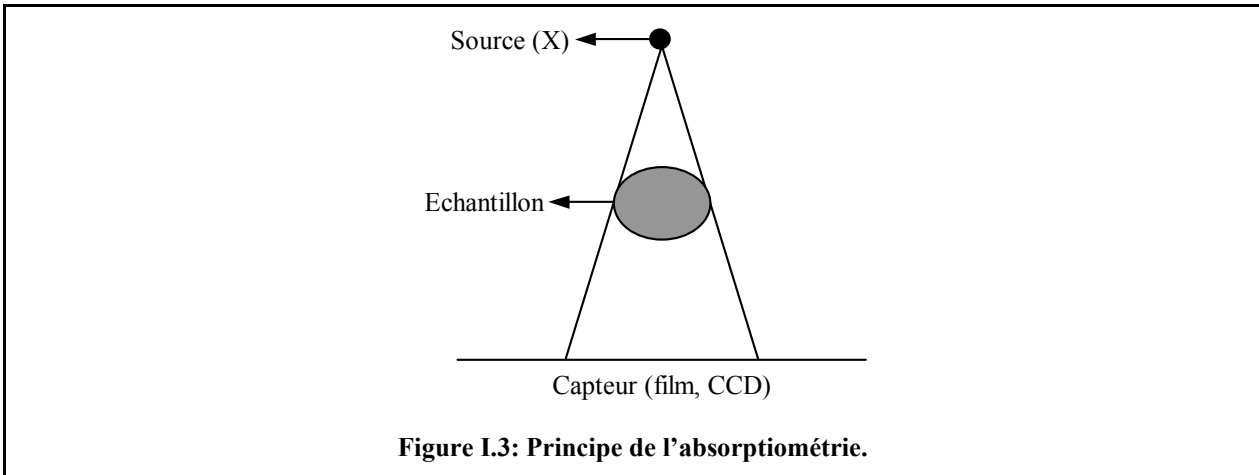 Source (X)
Echantillon
Capteur (film, CCD)
Figure I.3: Principe de l’absorptiométrie.